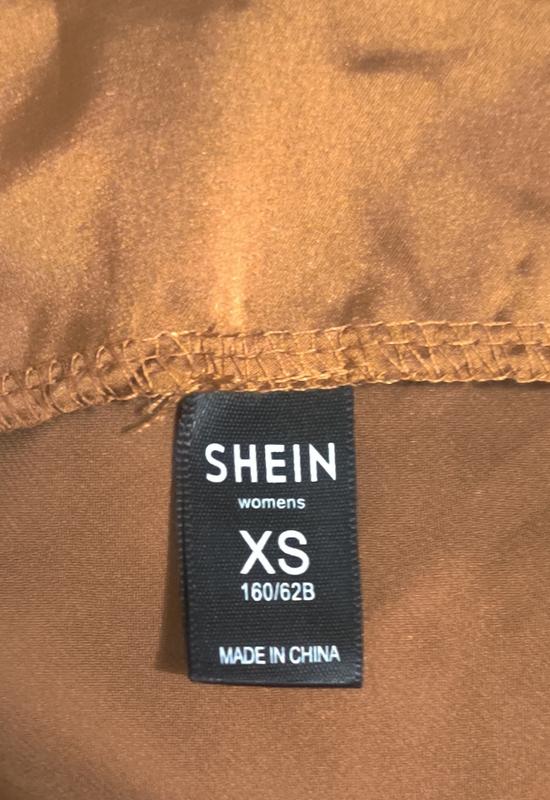 SHEIN
womens
XS
160/62B
MADE IN CHINA